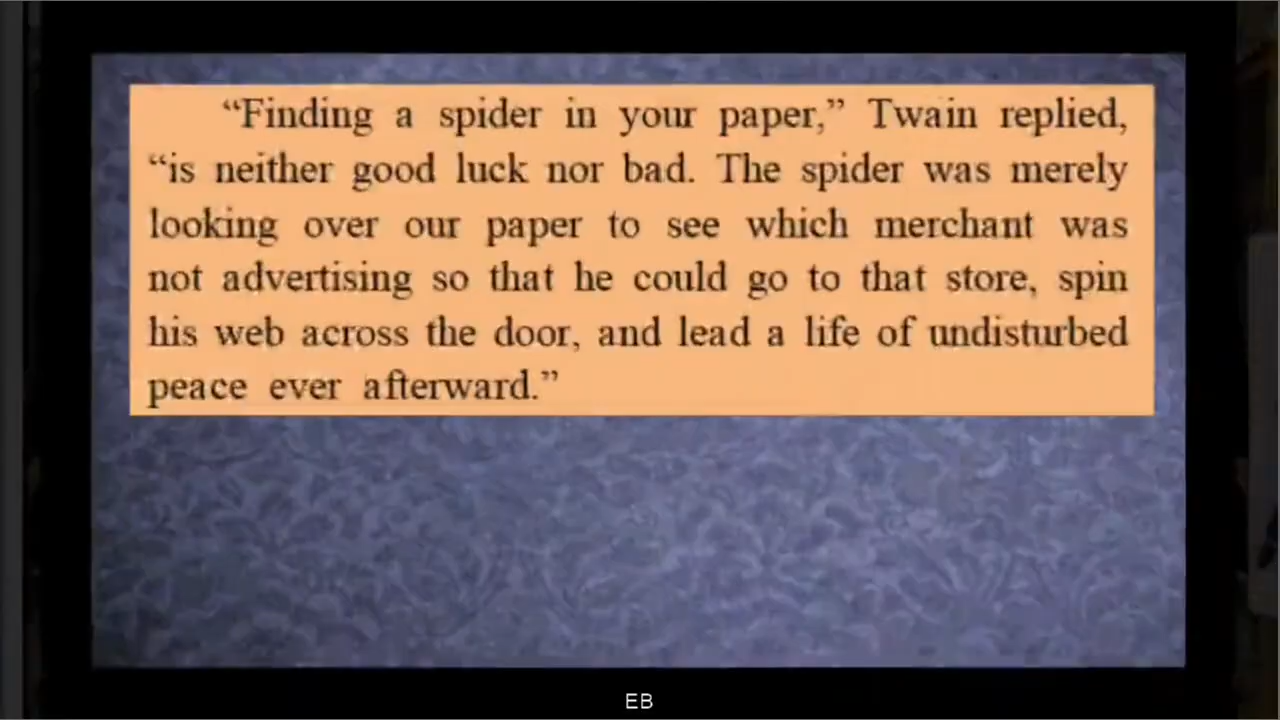 “Finding a spider in your paper,” Twain replied,
“is neither good luck nor bad. The spider was merely
looking over our paper to see which merchant was
not advertising so that he could go to that store, spin
his web across the door, and lead a life of undisturbed
peace ever afterward.”
EB